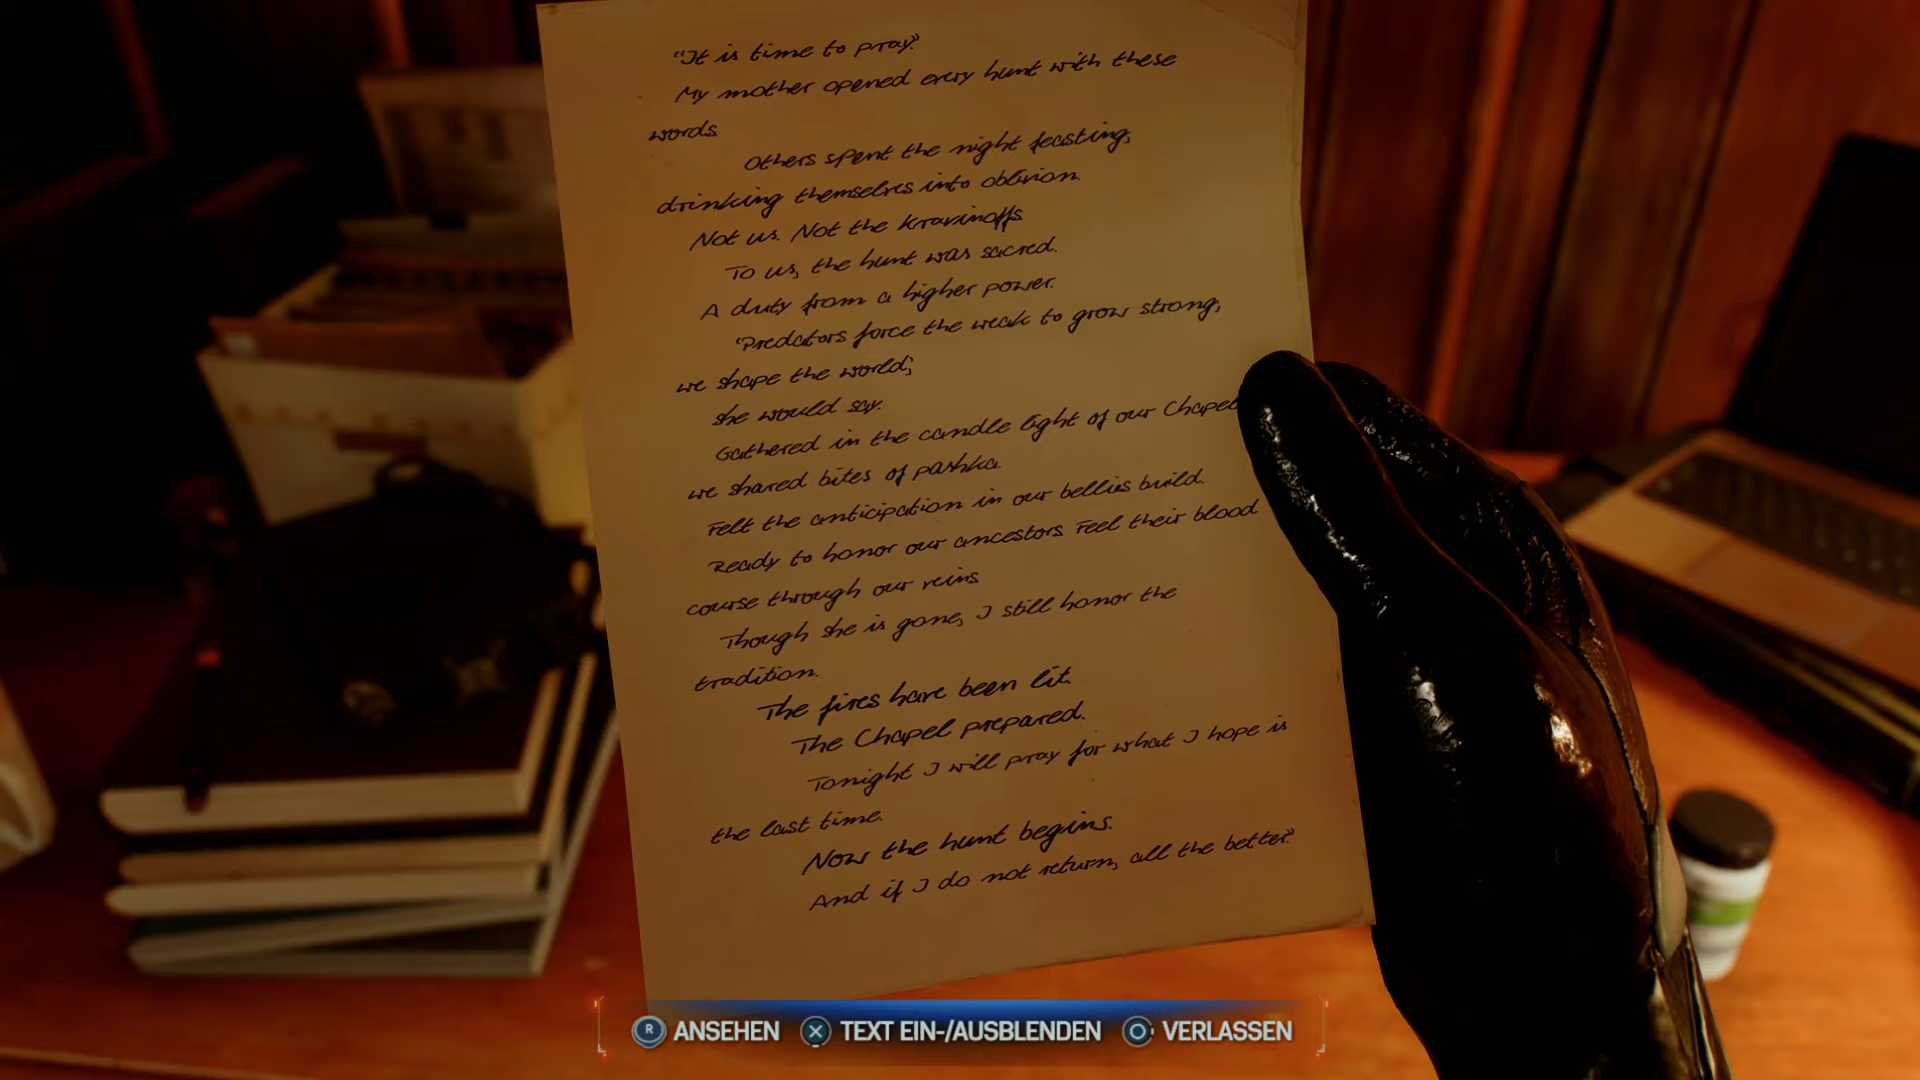 "It is time to pray."
My mother opened every hunt with these
words.
Others spent the night feasting,
drinking themselves into oblivion.
Not us. Not the Kravinoffs.
To us, the hunt was sacred.
A duty from a higher power.
'Predators force the weak to grow strong,
we shape the world,'
she would say.
Gathered in the candle light of our Chapel
we shared bites of pashka.
Felt the anticipation in our bellies build.
Ready to honor our ancestors. Feel their blood
course through our veins.
Though she is gone, I still honor the
tradition.
The fires have been lit.
The Chapel prepared.
Tonight I will pray for what I hope is
the last time.
Now the hunt begins.
And if I do not return, all the better."
R ANSEHEN TEXT EIN-/AUSBLENDEN VERLASSEN